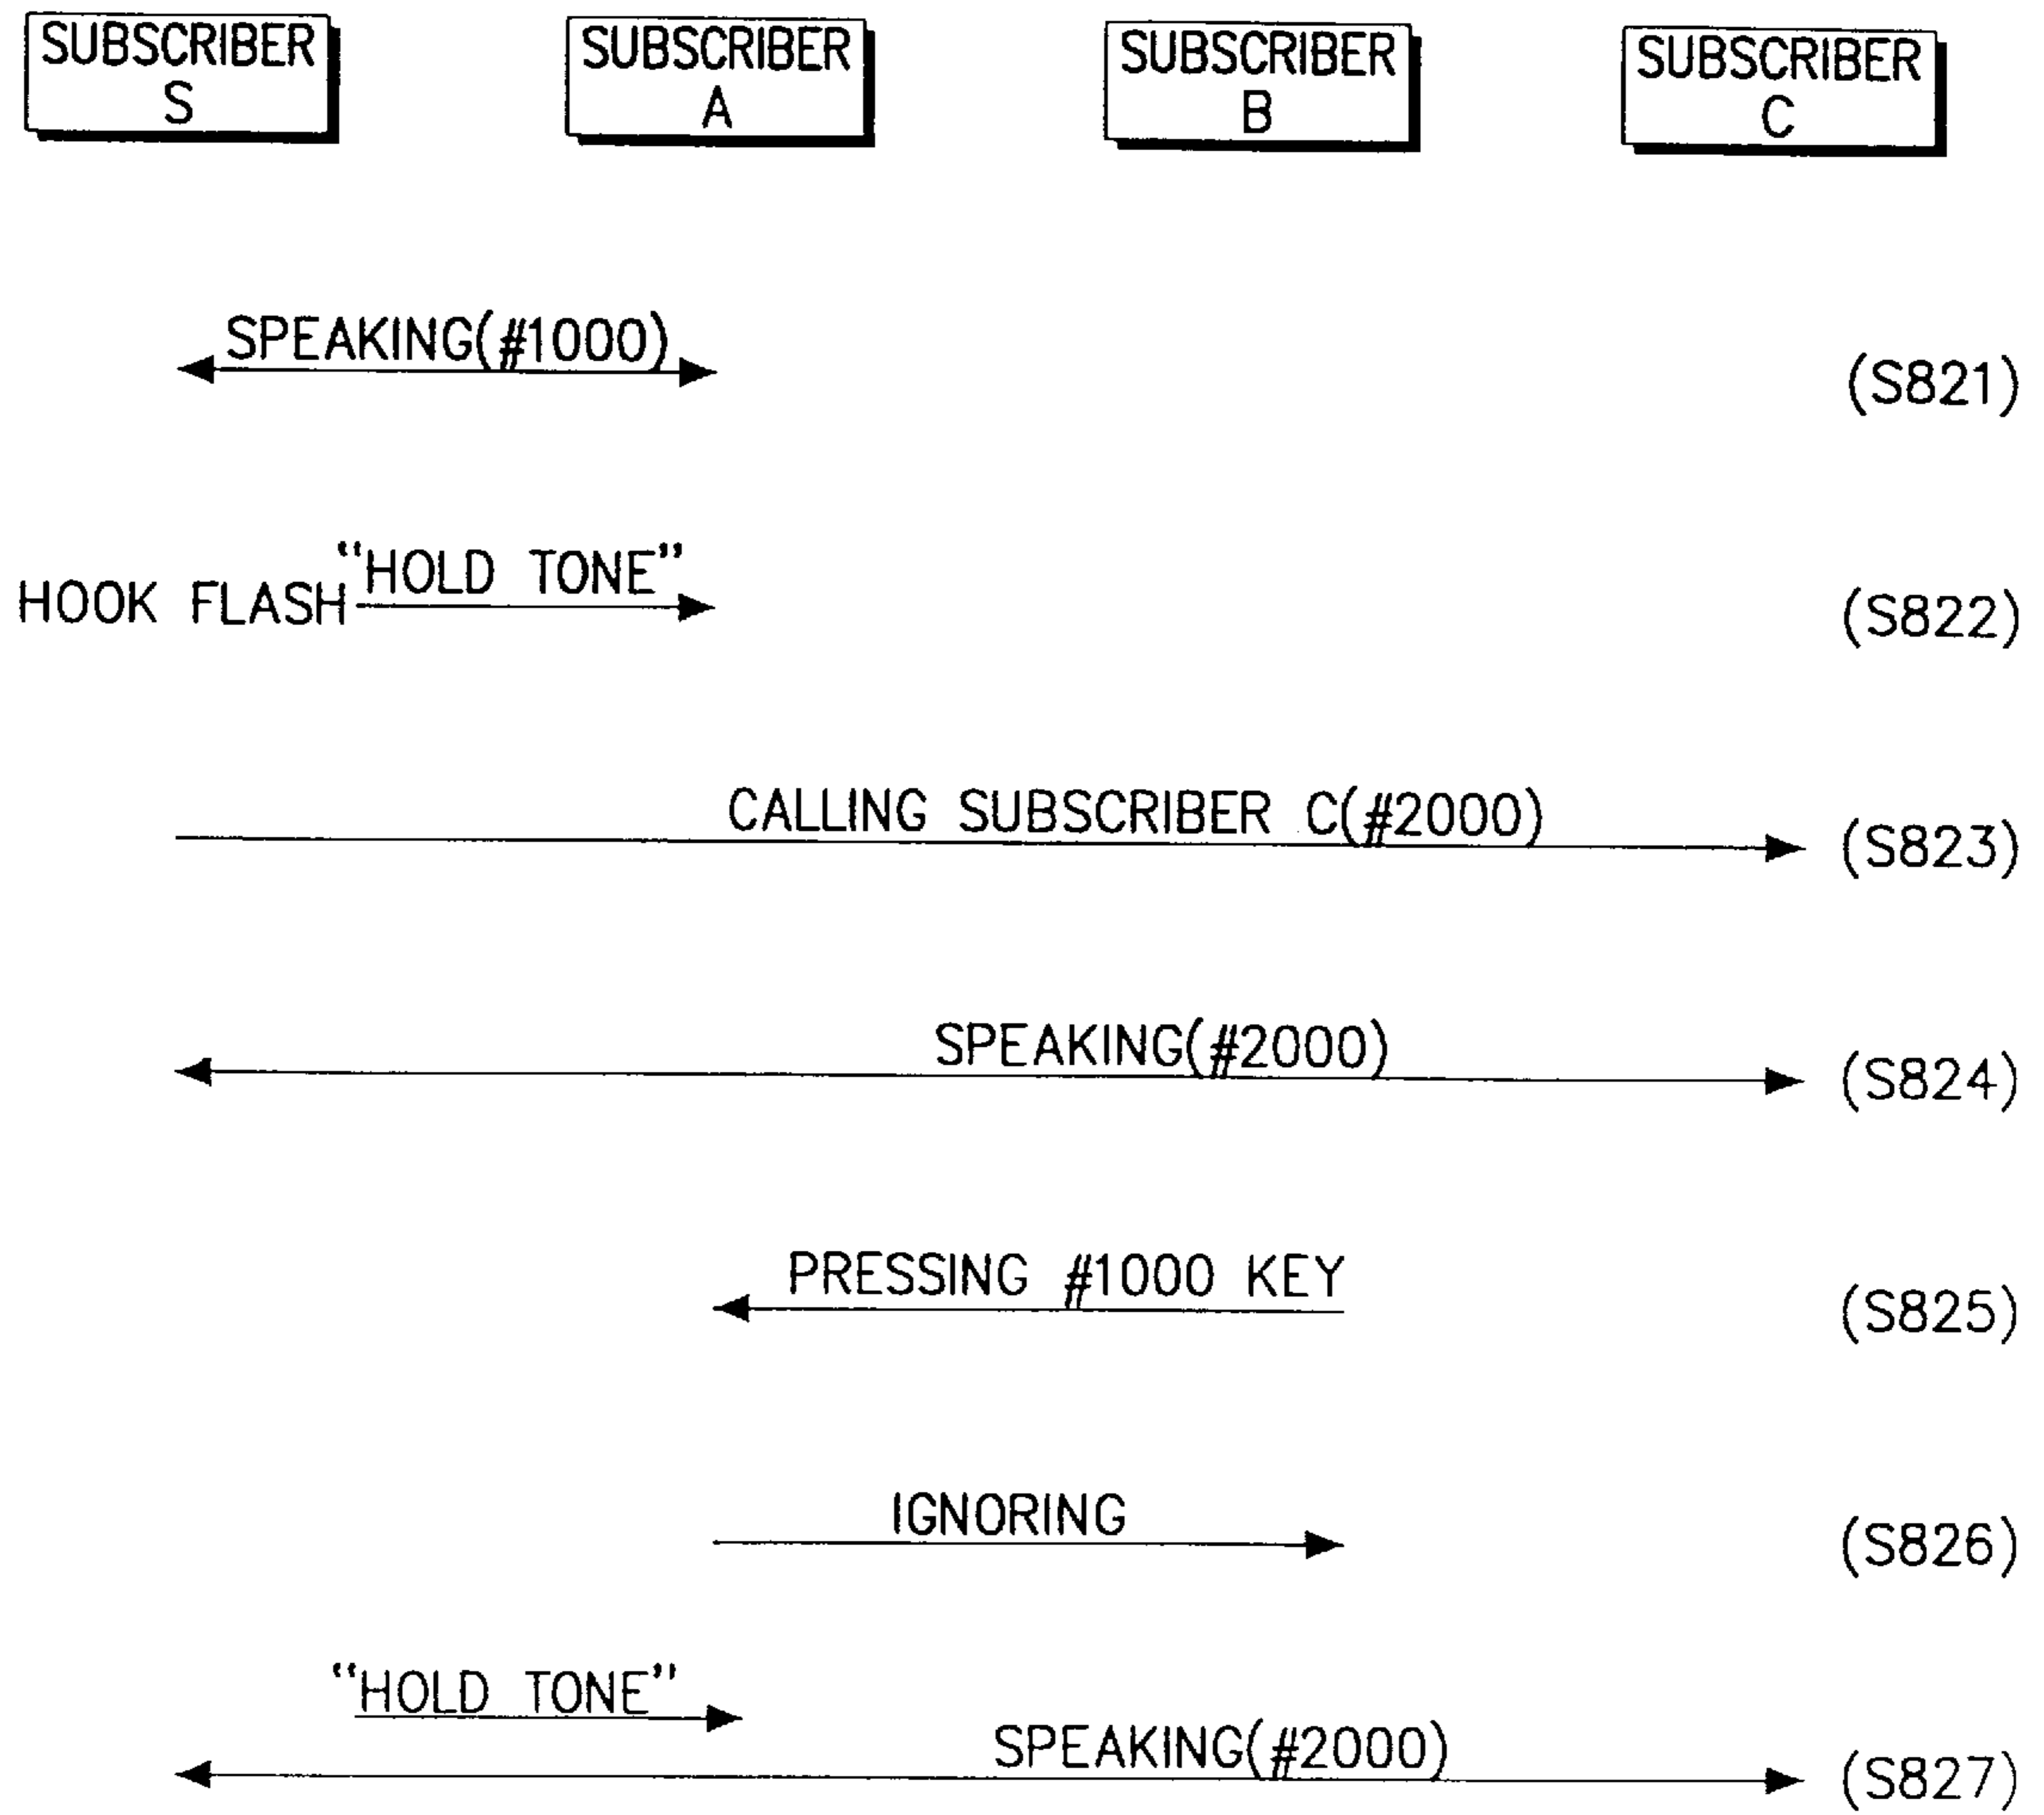 SUBSCRIBER
S
SUBSCRIBER
A
SUBSCRIBER
B
SUBSCRIBER
C
SPEAKING(#1000)
(S821)
HOOK FLASH
“HOLD TONE”
(S822)
CALLING SUBSCRIBER C(#2000)
(S823)
SPEAKING(#2000)
(S824)
PRESSING #1000 KEY
(S825)
IGNORING
(S826)
“HOLD TONE”
SPEAKING(#2000)
(S827)